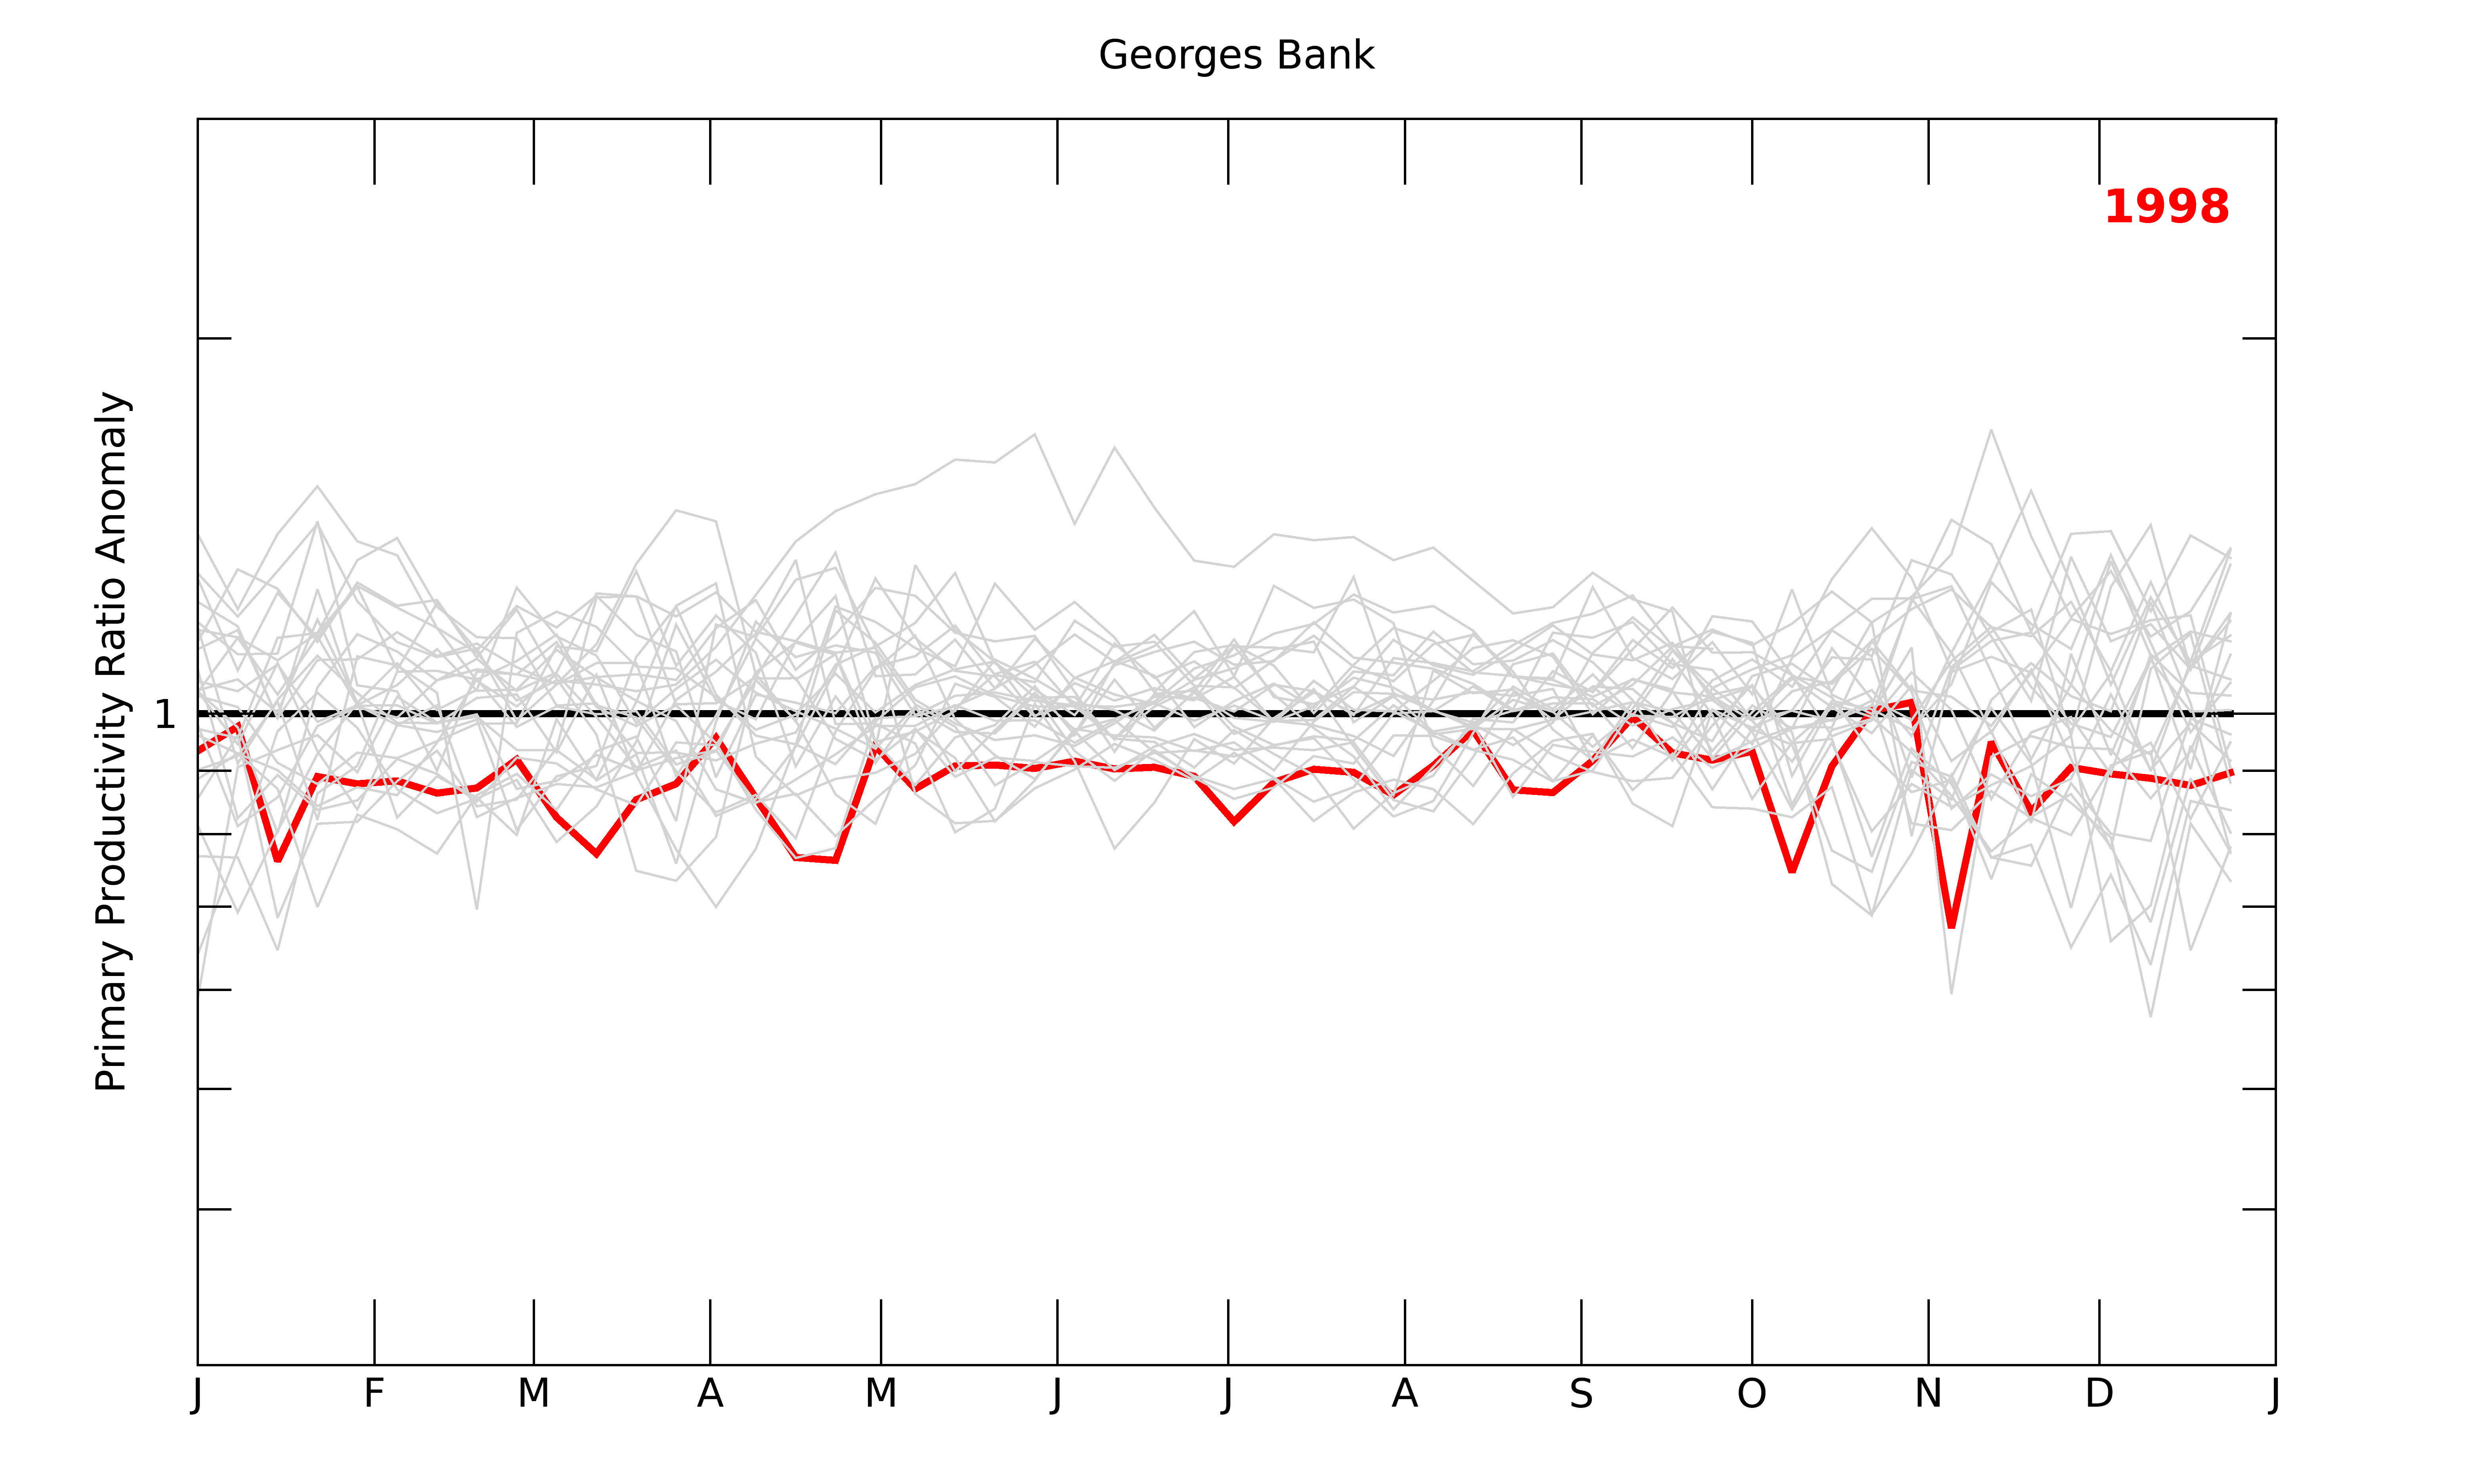 Georges Bank
1998
Primary Productivity Ratio Anomaly
1
J F M A M J J A S O N D J